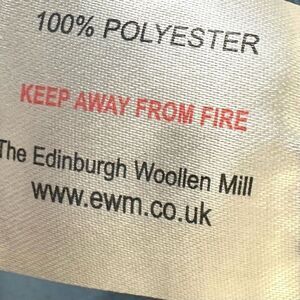 100% POLYESTER
KEEP AWAY FROM FIRE
The Edinburgh Woollen Mill
www.ewm.co.uk